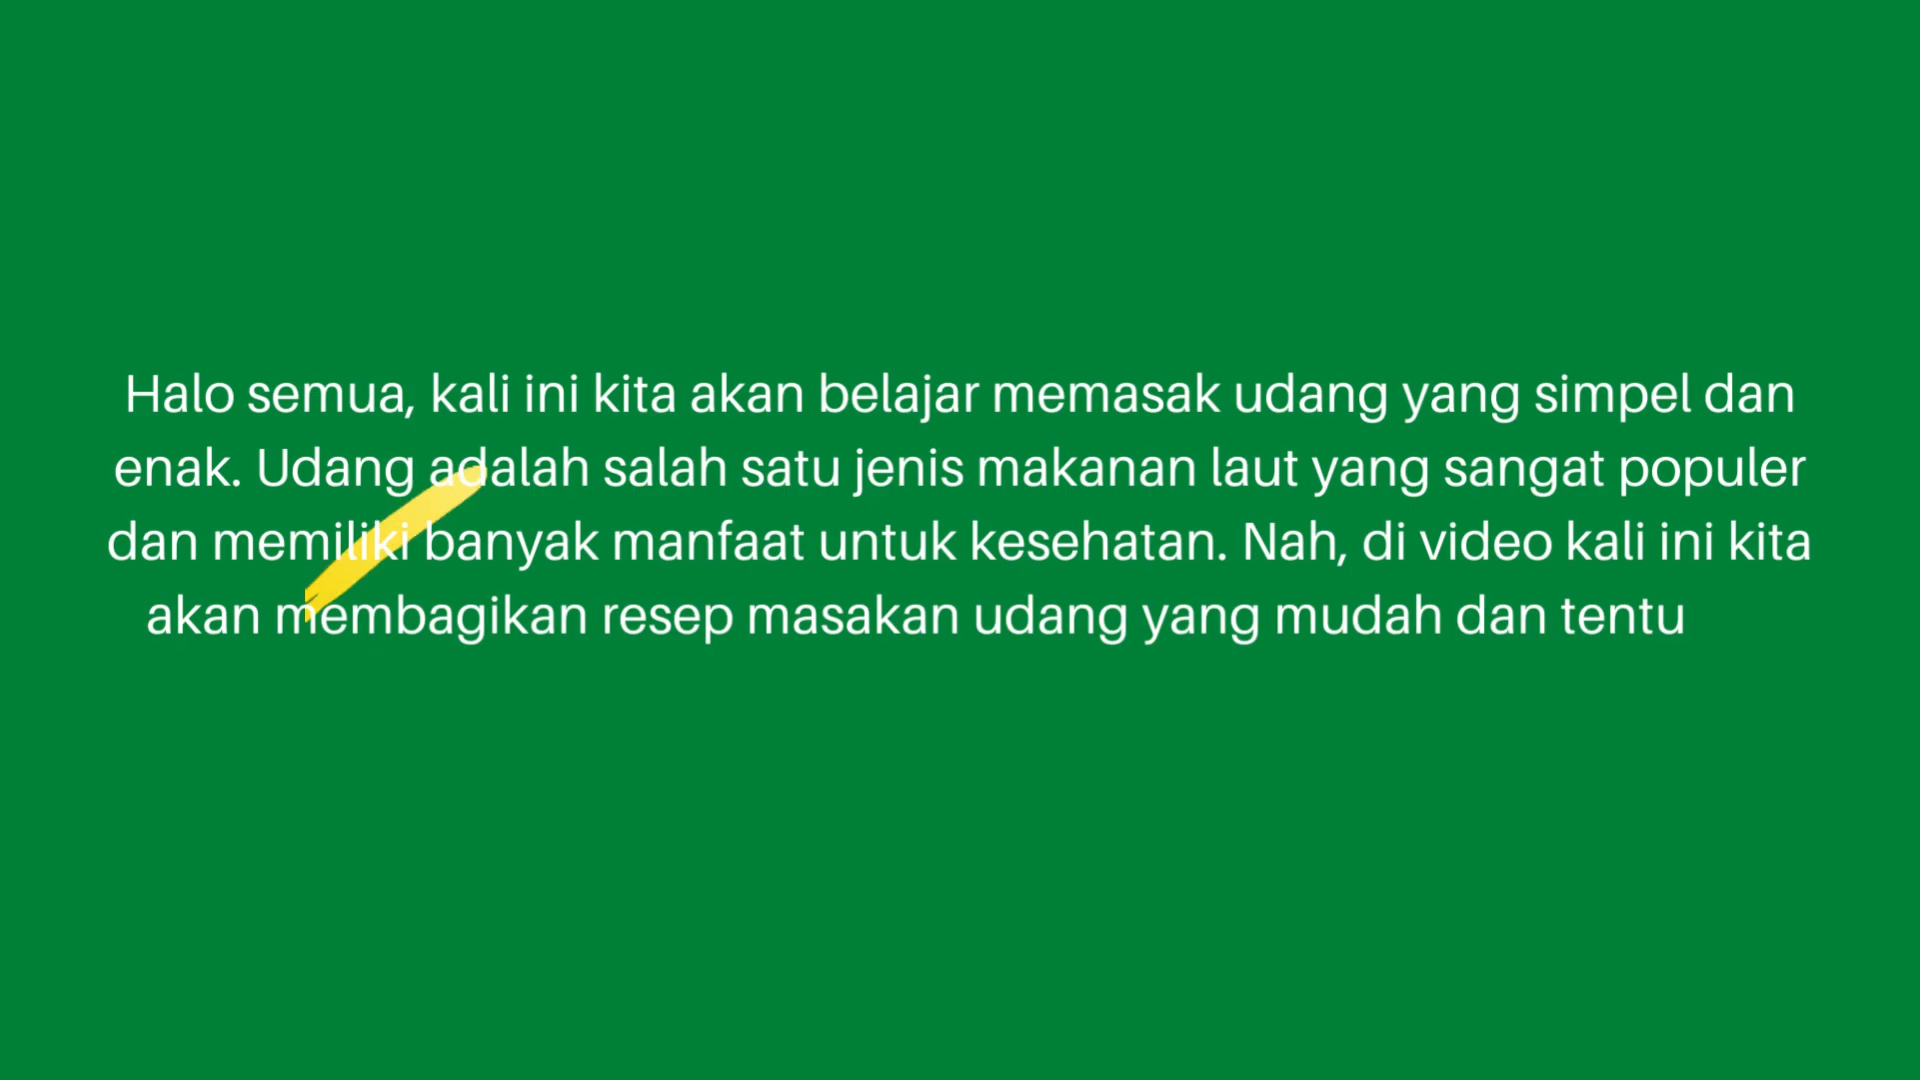 Halo semua, kali ini kita akan belajar memasak udang yang simpel dan
enak. Udang adalah salah satu jenis makanan laut yang sangat populer
dan memiliki banyak manfaat untuk kesehatan. Nah, di video kali ini kita
akan membagikan resep masakan udang yang mudah dan tentu